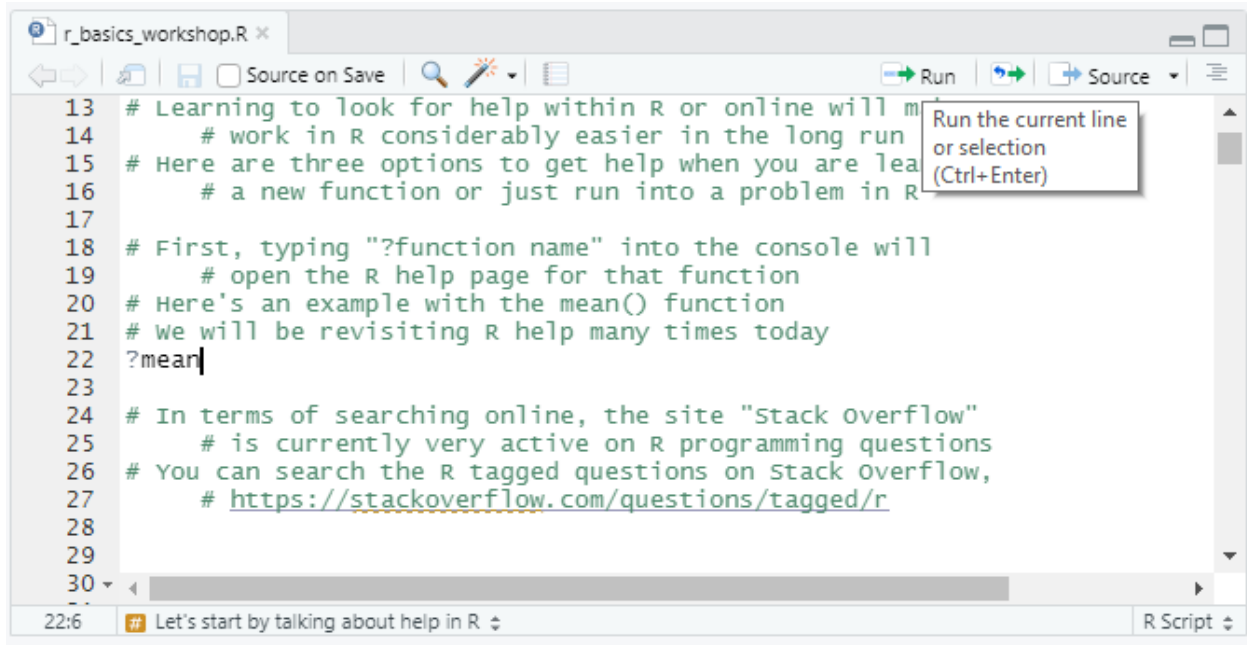 r_basics_workshop.R
Source on Save Run Source
13 # Learning to look for help within R or online will
14 # work in R considerably easier in the long run
15 # Here are three options to get help when you are
16 # a new function or just run into a problem in R
17
18 # First, typing "?function name" into the console will
19 # open the R help page for that function
20 # Here's an example with the mean() function
21 # We will be revisiting R help many times today
22 ?mean
23
24 # In terms of searching online, the site "Stack Overflow"
25 # is currently very active on R programming questions
26 # You can search the R tagged questions on Stack Overflow,
27 # https://stackoverflow.com/questions/tagged/r
28
29
30
Run the current line
or selection
(Ctrl+Enter)
22:6 # Let's start by talking about help in R R Script